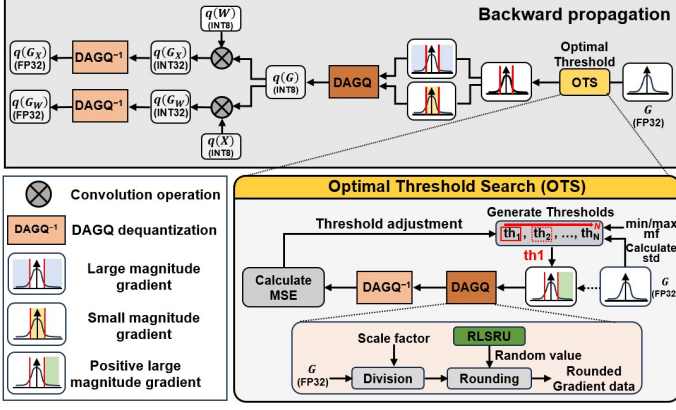 Backward propagation
q(W)
(INT8)
q(G_X)
(FP32)
DAGQ⁻¹
q(G_X)
(INT32)
q(G)
(INT8)
DAGQ
Optimal
Threshold
OTS
G
(FP32)
q(G_W)
(FP32)
DAGQ⁻¹
q(G_W)
(INT32)
q(X)
(INT8)
Convolution operation
DAGQ⁻¹
DAGQ
dequantization
Large magnitude
gradient
Small magnitude
gradient
Positive large
magnitude gradient
Optimal Threshold Search (OTS)
Generate Thresholds
Threshold adjustment
th₁, th₂, ..., th_N
N
min/max
mf
Calculate
std
th1
Calculate
MSE
DAGQ⁻¹
DAGQ
G
(FP32)
Scale factor
RLSRU
Random value
G
(FP32)
Division
Rounding
Rounded
Gradient data